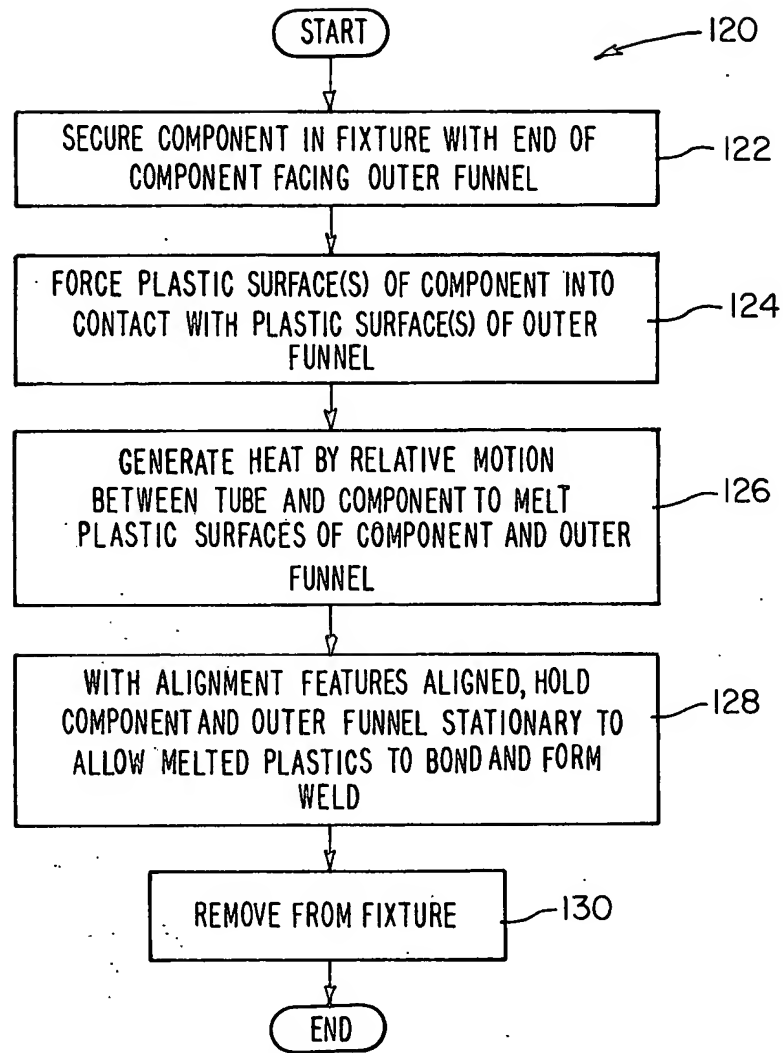 START
120
SECURE COMPONENT IN FIXTURE WITH END OF
COMPONENT FACING OUTER FUNNEL
122
FORCE PLASTIC SURFACE(S) OF COMPONENT INTO
CONTACT WITH PLASTIC SURFACE(S) OF OUTER
FUNNEL
124
GENERATE HEAT BY RELATIVE MOTION
BETWEEN TUBE AND COMPONENT TO MELT
PLASTIC SURFACES OF COMPONENT AND OUTER
FUNNEL
126
WITH ALIGNMENT FEATURES ALIGNED, HOLD
COMPONENT AND OUTER FUNNEL STATIONARY TO
ALLOW MELTED PLASTICS TO BOND AND FORM
WELD
128
REMOVE FROM FIXTURE
130
END